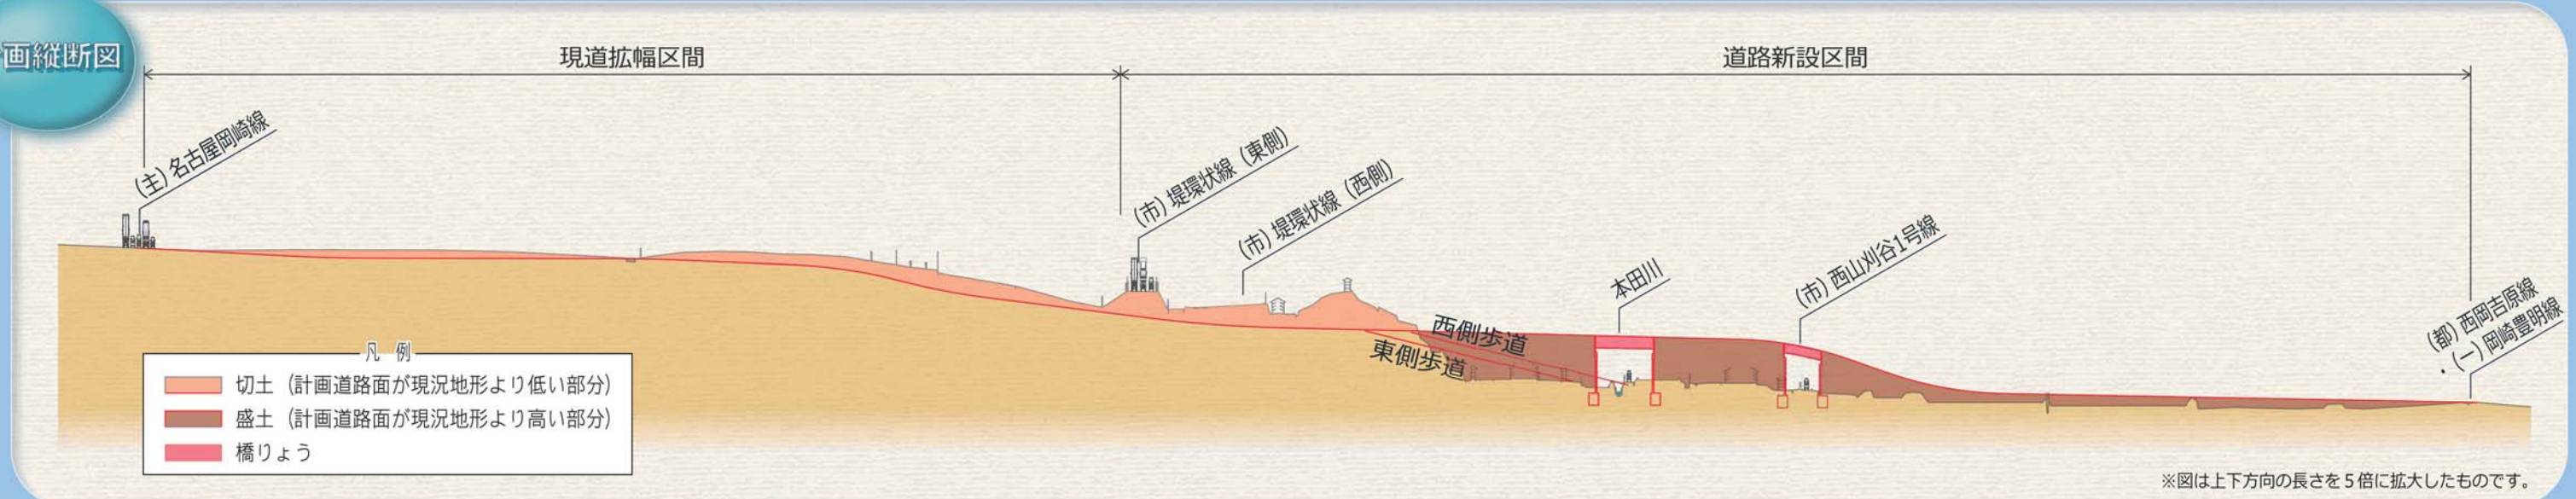 画縦断図
現道拡幅区間
道路新設区間
(主)名古屋岡崎線
(市)堤環状線(東側)
(市)堤環状線(西側)
本田川
(市)西山刈谷1号線
(都)西岡吉原線
・(一)岡崎豊明線
西側歩道
東側歩道
凡 例
切土(計画道路面が現況地形より低い部分)
盛土(計画道路面が現況地形より高い部分)
橋りょう
※図は上下方向の長さを5倍に拡大したものです。